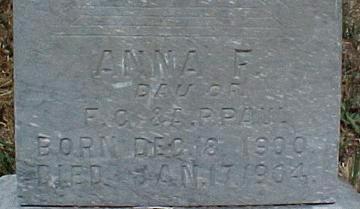 ANNA F.
DAU OF
F.C. & A.P. PAUL
BORN DEC. 18 1900
DIED JAN. 17 1904.